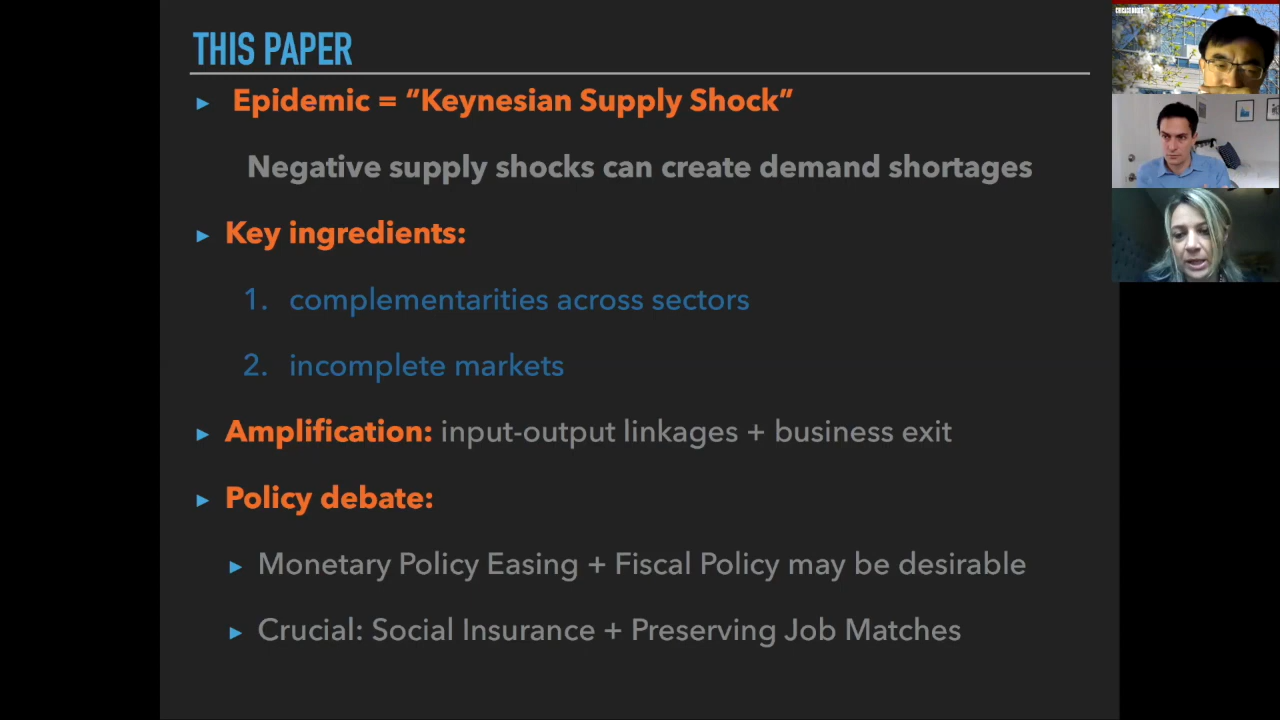 THIS PAPER
▸ Epidemic = “Keynesian Supply Shock”
Negative supply shocks can create demand shortages
▸ Key ingredients:
1. complementarities across sectors
2. incomplete markets
▸ Amplification: input-output linkages + business exit
▸ Policy debate:
▸ Monetary Policy Easing + Fiscal Policy may be desirable
▸ Crucial: Social Insurance + Preserving Job Matches